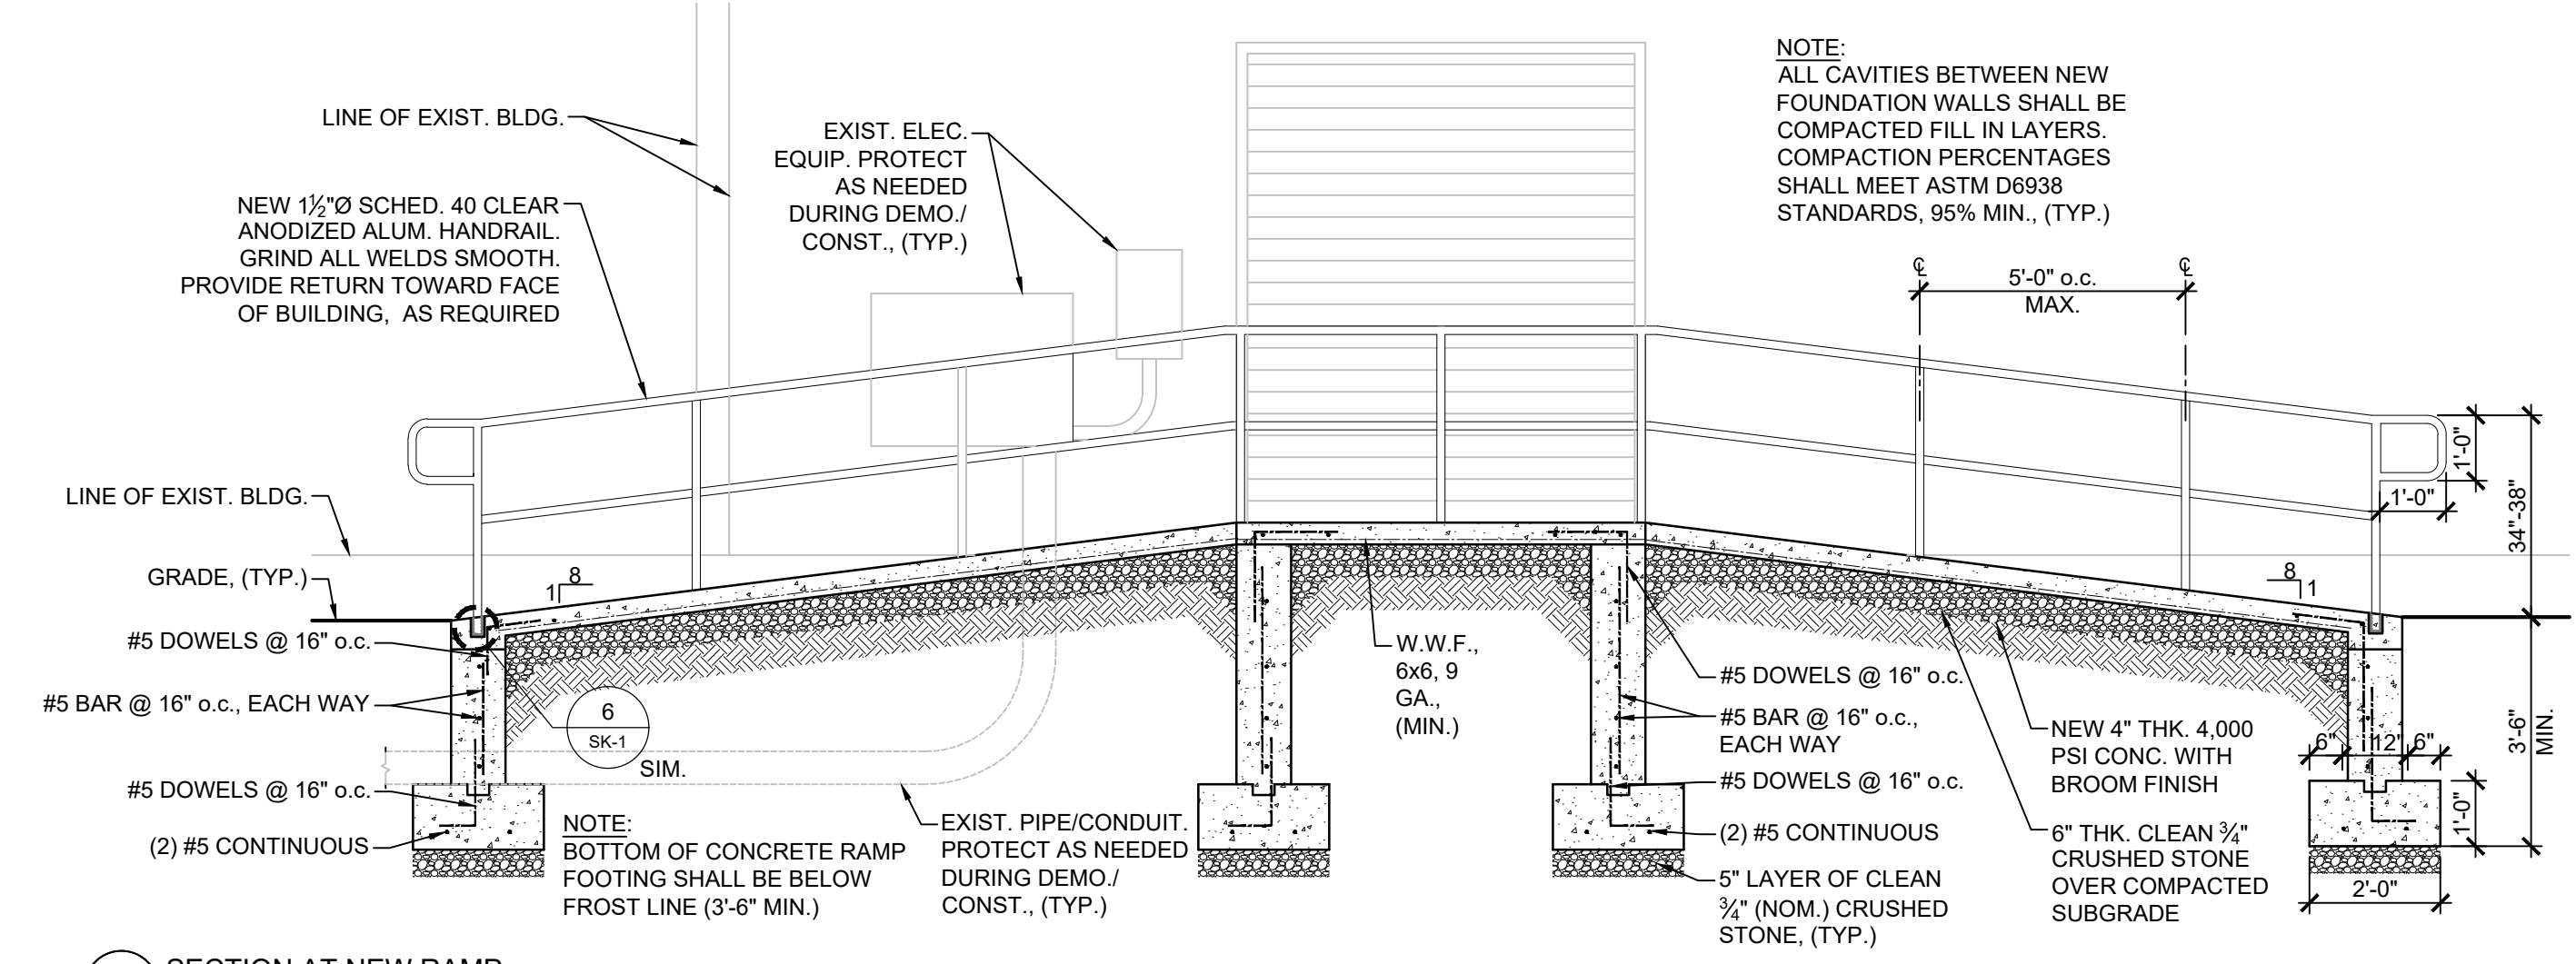 NOTE:
ALL CAVITIES BETWEEN NEW
FOUNDATION WALLS SHALL BE
COMPACTED FILL IN LAYERS.
COMPACTION PERCENTAGES
SHALL MEET ASTM D6938
STANDARDS, 95% MIN., (TYP.)
LINE OF EXIST. BLDG.
EXIST. ELEC.
EQUIP. PROTECT
AS NEEDED
DURING DEMO./
CONST., (TYP.)
NEW 1½"Ø SCHED. 40 CLEAR
ANODIZED ALUM. HANDRAIL.
GRIND ALL WELDS SMOOTH.
PROVIDE RETURN TOWARD FACE
OF BUILDING, AS REQUIRED
℄
℄
5'-0" o.c.
MAX.
1'-0"
1'-0"
34"-38"
LINE OF EXIST. BLDG.
GRADE, (TYP.)
8
1
8
1
#5 DOWELS @ 16" o.c.
#5 BAR @ 16" o.c., EACH WAY
6
SK-1
SIM.
#5 DOWELS @ 16" o.c.
(2) #5 CONTINUOUS
NOTE:
BOTTOM OF CONCRETE RAMP
FOOTING SHALL BE BELOW
FROST LINE (3'-6" MIN.)
EXIST. PIPE/CONDUIT.
PROTECT AS NEEDED
DURING DEMO./
CONST., (TYP.)
W.W.F.,
6x6, 9
GA.,
(MIN.)
#5 DOWELS @ 16" o.c.
#5 BAR @ 16" o.c.,
EACH WAY
#5 DOWELS @ 16" o.c.
(2) #5 CONTINUOUS
5" LAYER OF CLEAN
¾" (NOM.) CRUSHED
STONE, (TYP.)
NEW 4" THK. 4,000
PSI CONC. WITH
BROOM FINISH
6" THK. CLEAN ¾"
CRUSHED STONE
OVER COMPACTED
SUBGRADE
6" 12" 6"
1'-0"
3'-6"
MIN.
2'-0"
SECTION AT NEW RAMP